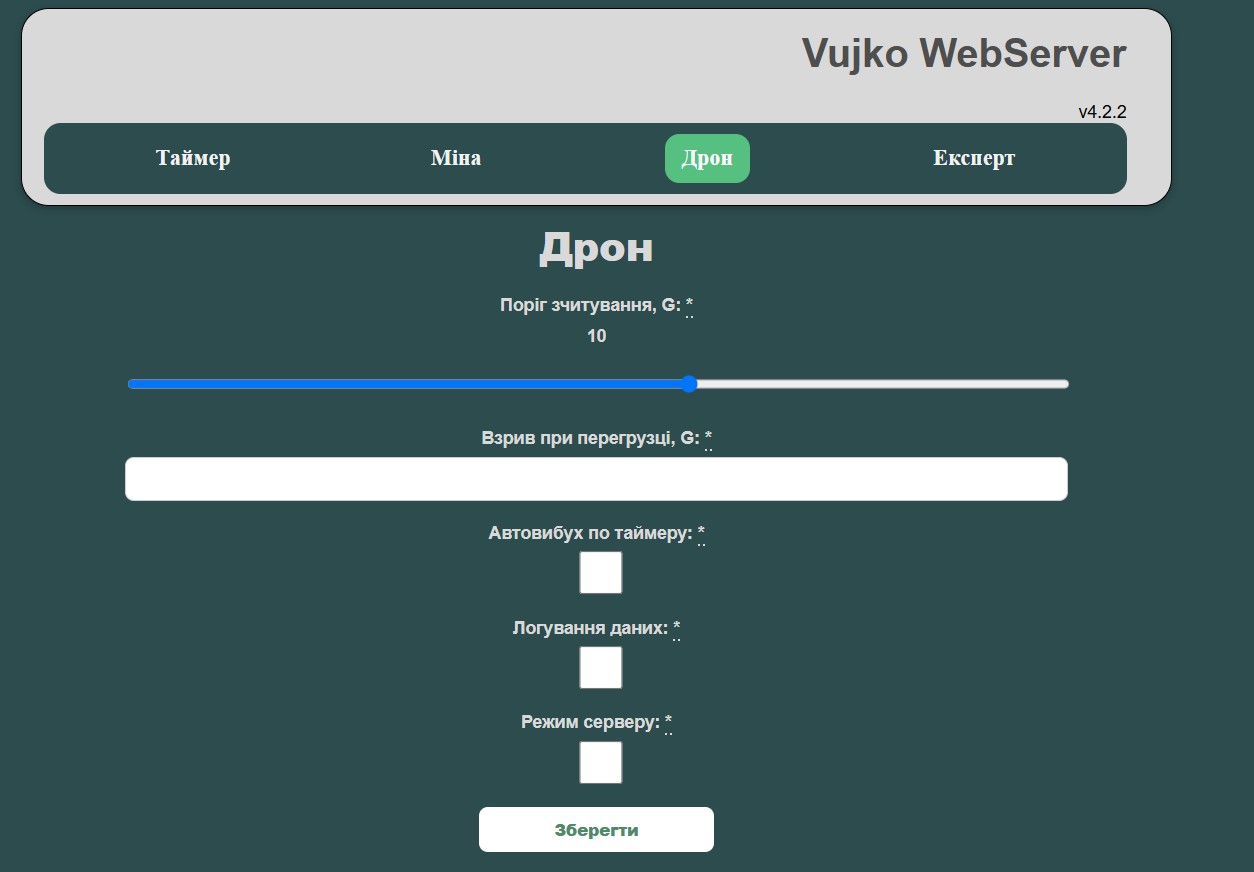 Vujko WebServer
v4.2.2
Таймер Міна Дрон Експерт
Дрон
Поріг зчитування, G: *
10
Взрив при перегрузці, G: *
Автовибух по таймеру: *
Логування даних: *
Режим серверу: *
Зберегти